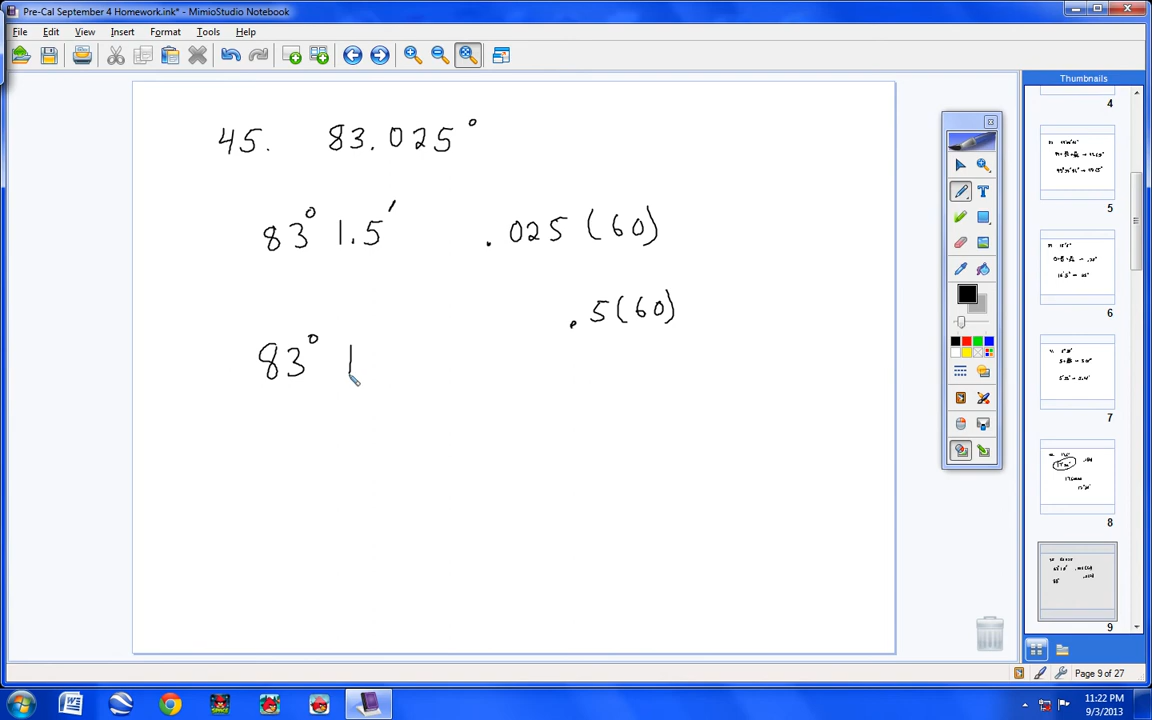 Pre-Cal September 4 Homework.ink* - MimioStudio Notebook
File Edit View Insert Format Tools Help
Thumbnails
4
5
6
7
8
9
45. 83.025°
83° 1.5' .025 (60)
.5(60)
83° 1
Page 9 of 27
11:22 PM
9/3/2013